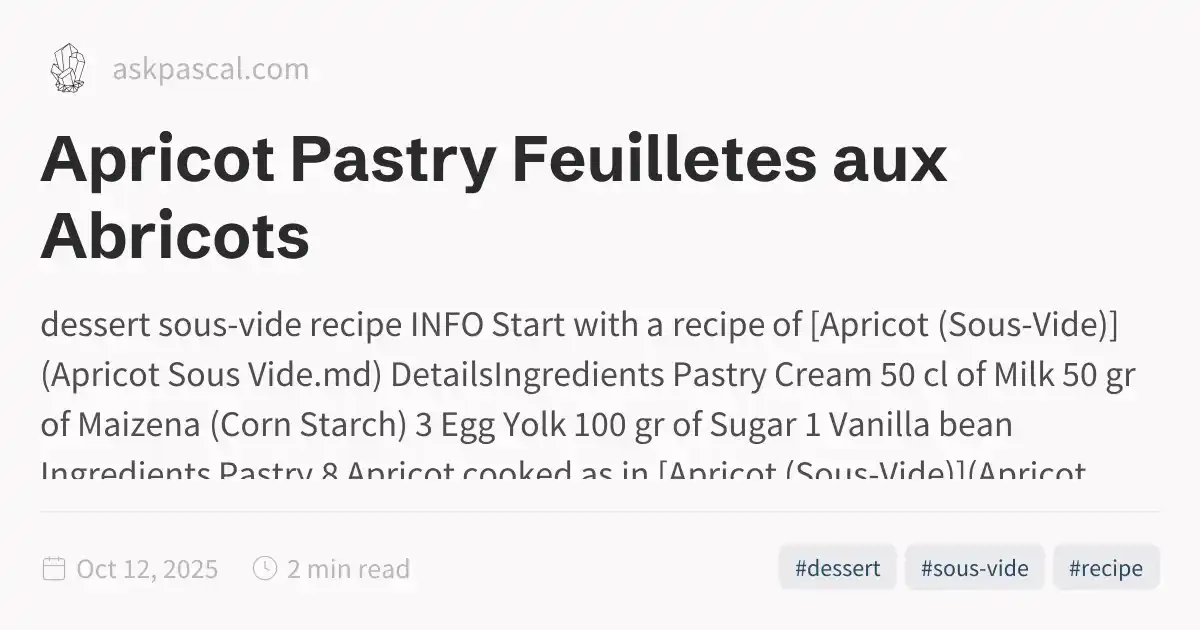 askpascal.com
Apricot Pastry Feuilletes aux
Abricots
dessert sous-vide recipe INFO Start with a recipe of [Apricot (Sous-Vide)]
(Apricot Sous Vide.md) DetailsIngredients Pastry Cream 50 cl of Milk 50 gr
of Maizena (Corn Starch) 3 Egg Yolk 100 gr of Sugar 1 Vanilla bean
Ingredients Pastry 8 Apricot cooked as in [Apricot (Sous-Vide)](Apricot
Oct 12, 2025 2 min read #dessert #sous-vide #recipe